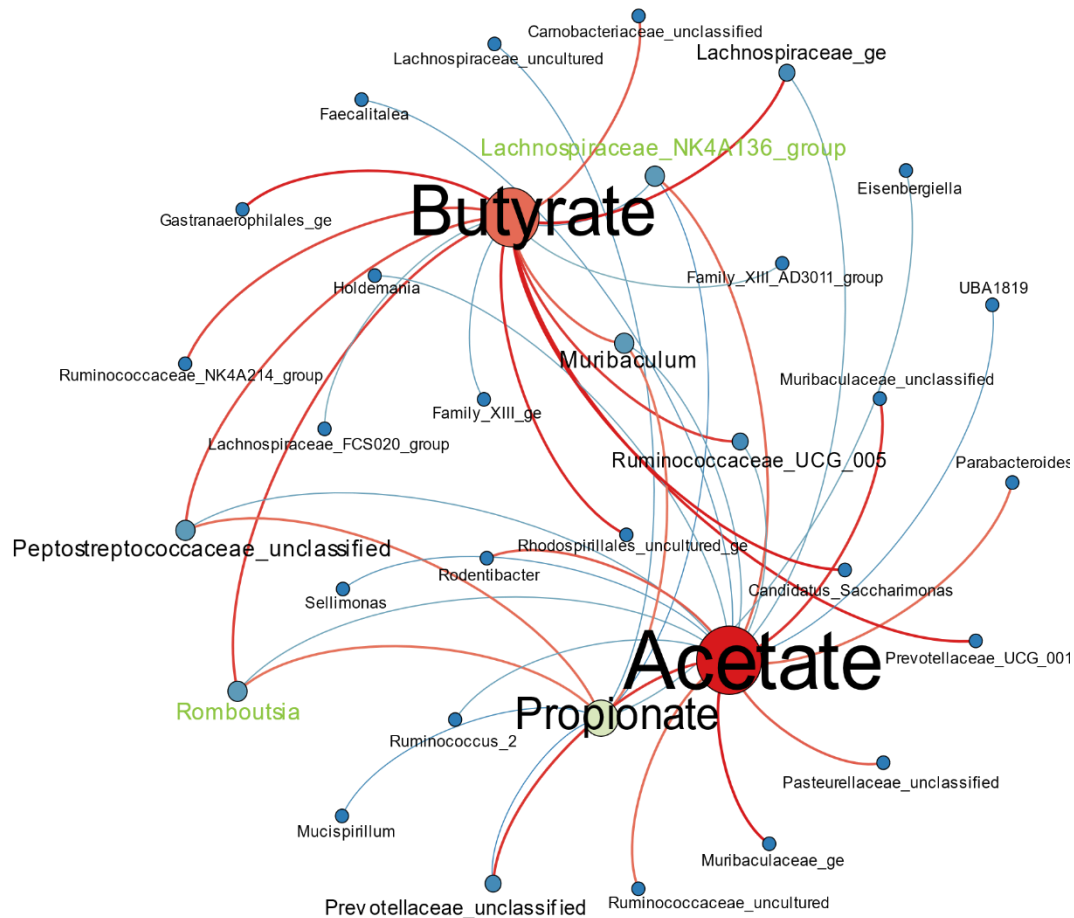 Carnobacteriaceae_unclassified
Lachnospiraceae_ge
Lachnospiraceae_uncultured
Faecalitalea
Lachnospiraceae_NK4A136_group
Eisenbergiella
Butyrate
Gastranaerophilales_ge
Family_XIII_AD3011_group
Holdemania
UBA1819
Muribaculum
Ruminococcaceae_NK4A214_group
Muribaculaceae_unclassified
Family_XIII_ge
Lachnospiraceae_FCS020_group
Ruminococcaceae_UCG_005
Parabacteroides
Peptostreptococcaceae_unclassified
Rhodospirillales_uncultured_ge
Rodentibacter
Candidatus_Saccharimonas
Sellimonas
Acetate
Prevotellaceae_UCG_001
Romboutsia
Propionate
Ruminococcus_2
Pasteurellaceae_unclassified
Mucispirillum
Muribaculaceae_ge
Prevotellaceae_unclassified
Ruminococcaceae_uncultured